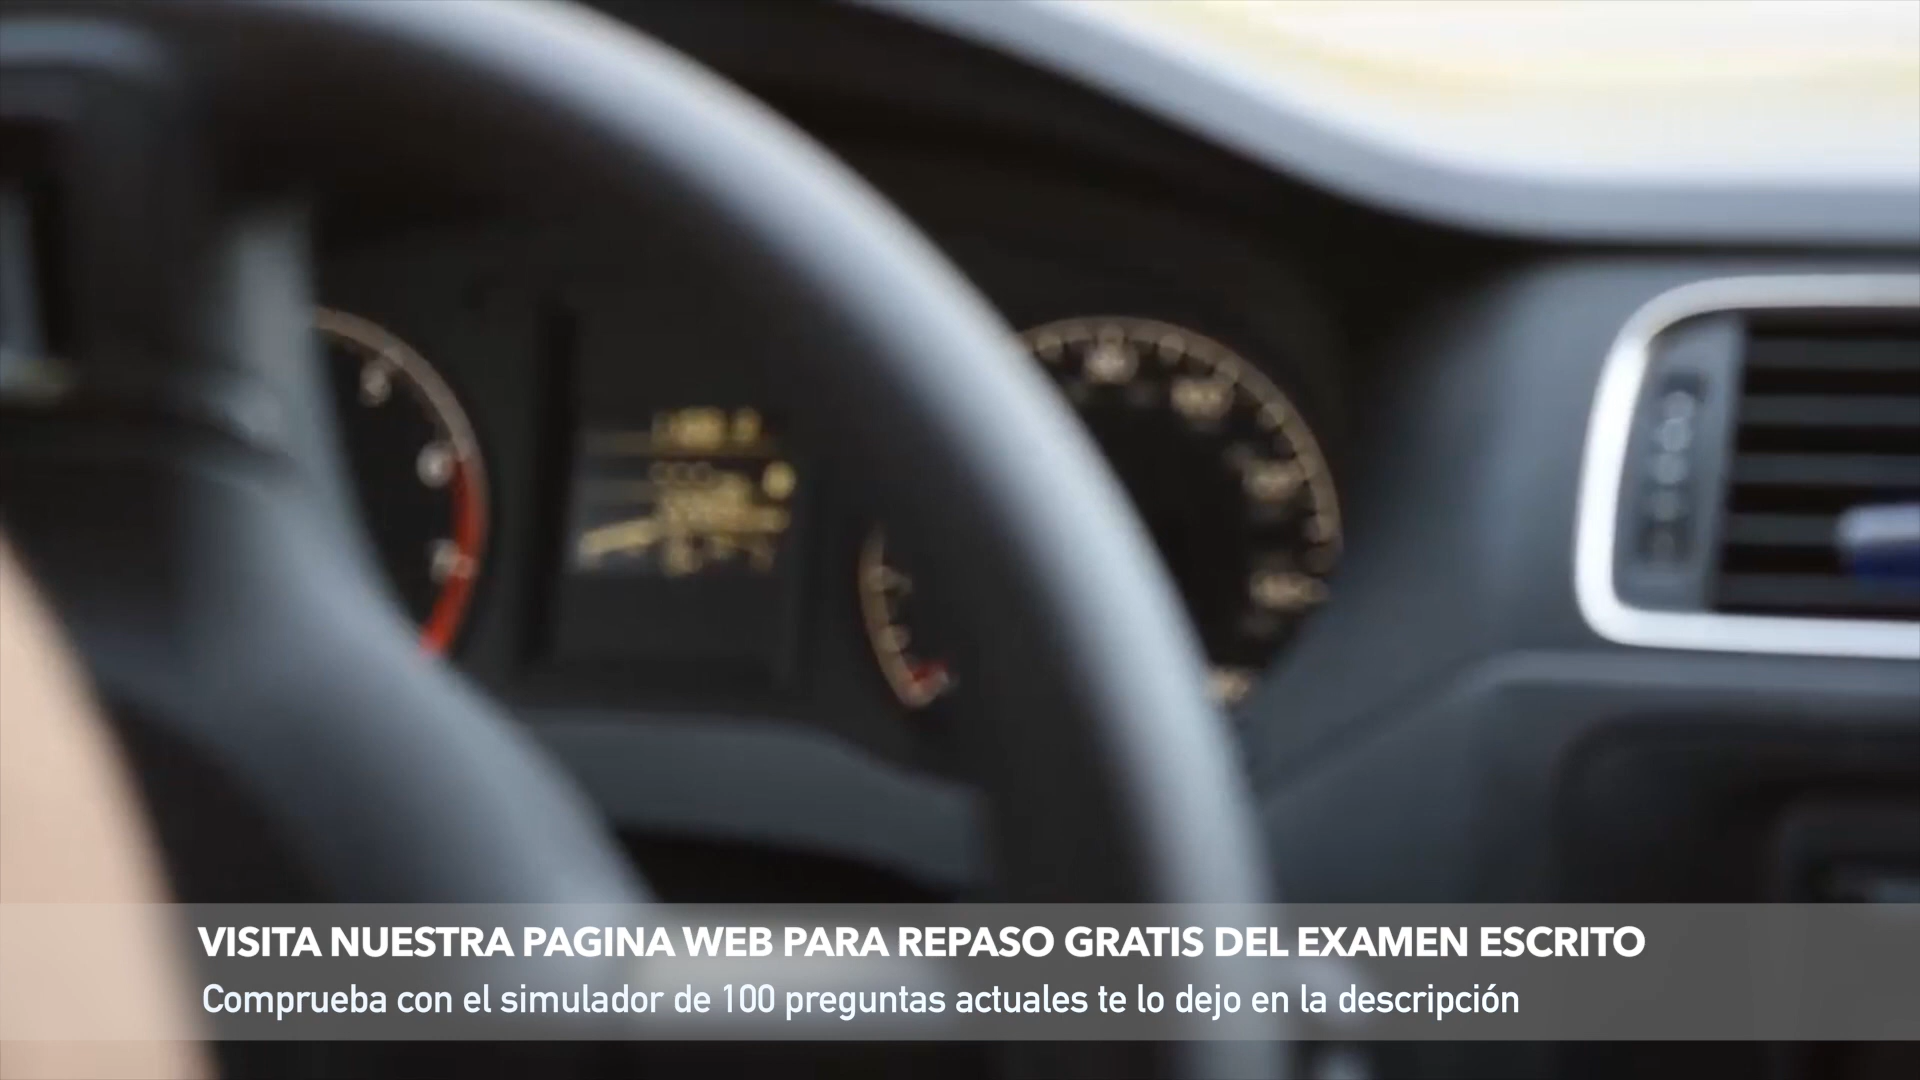 VISITA NUESTRA PAGINA WEB PARA REPASO GRATIS DEL EXAMEN ESCRITO
Comprueba con el simulador de 100 preguntas actuales te lo dejo en la descripción